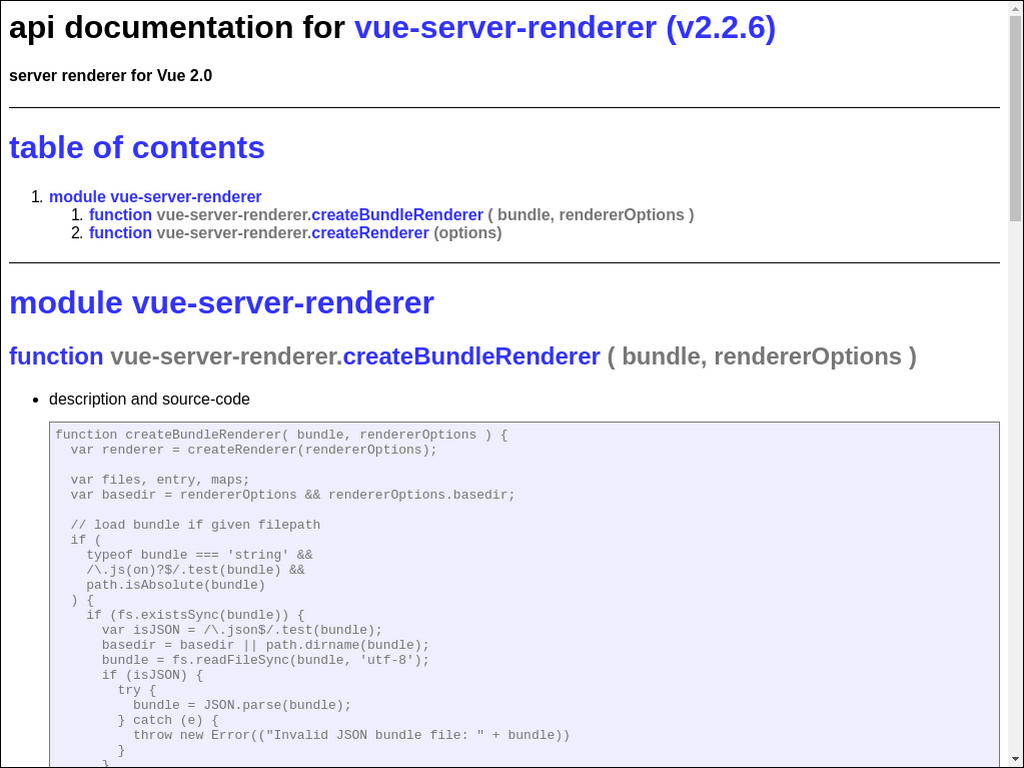 api documentation for vue-server-renderer (v2.2.6)
server renderer for Vue 2.0
table of contents
1. module vue-server-renderer
1. function vue-server-renderer.createBundleRenderer ( bundle, rendererOptions )
2. function vue-server-renderer.createRenderer (options)
module vue-server-renderer
function vue-server-renderer.createBundleRenderer ( bundle, rendererOptions )
• description and source-code
function createBundleRenderer( bundle, rendererOptions ) {
  var renderer = createRenderer(rendererOptions);

  var files, entry, maps;
  var basedir = rendererOptions && rendererOptions.basedir;

  // load bundle if given filepath
  if (
    typeof bundle === 'string' &&
    /\.js(on)?$/.test(bundle) &&
    path.isAbsolute(bundle)
  ) {
    if (fs.existsSync(bundle)) {
      var isJSON = /\.json$/.test(bundle);
      basedir = basedir || path.dirname(bundle);
      bundle = fs.readFileSync(bundle, 'utf-8');
      if (isJSON) {
        try {
          bundle = JSON.parse(bundle);
        } catch (e) {
          throw new Error(("Invalid JSON bundle file: " + bundle))
        }
      }